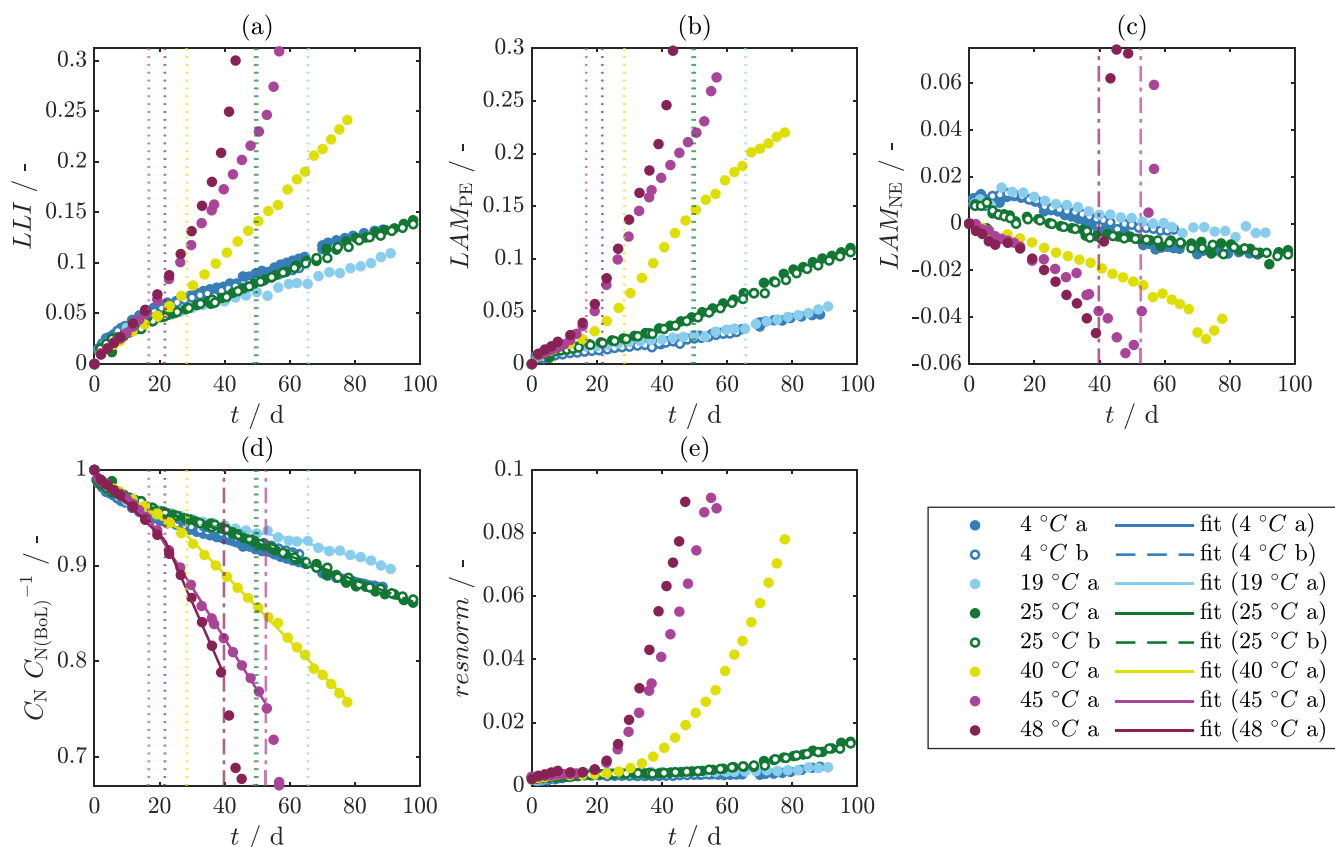 (a)
0.3
0.25
0.2
0.15
0.1
0.05
0
LLI / -
0 20 40 60 80 100
t / d
(b)
0.3
0.25
0.2
0.15
0.1
0.05
0
LAM_PE / -
0 20 40 60 80 100
t / d
(c)
0.06
0.04
0.02
0
-0.02
-0.04
-0.06
LAM_NE / -
0 20 40 60 80 100
t / d
(d)
1
0.9
0.8
0.7
C_N C_N(BoL)^−1 / -
0 20 40 60 80 100
t / d
(e)
0.1
0.08
0.06
0.04
0.02
0
resnorm / -
0 20 40 60 80 100
t / d
4 °C a fit (4 °C a)
4 °C b fit (4 °C b)
19 °C a fit (19 °C a)
25 °C a fit (25 °C a)
25 °C b fit (25 °C b)
40 °C a fit (40 °C a)
45 °C a fit (45 °C a)
48 °C a fit (48 °C a)